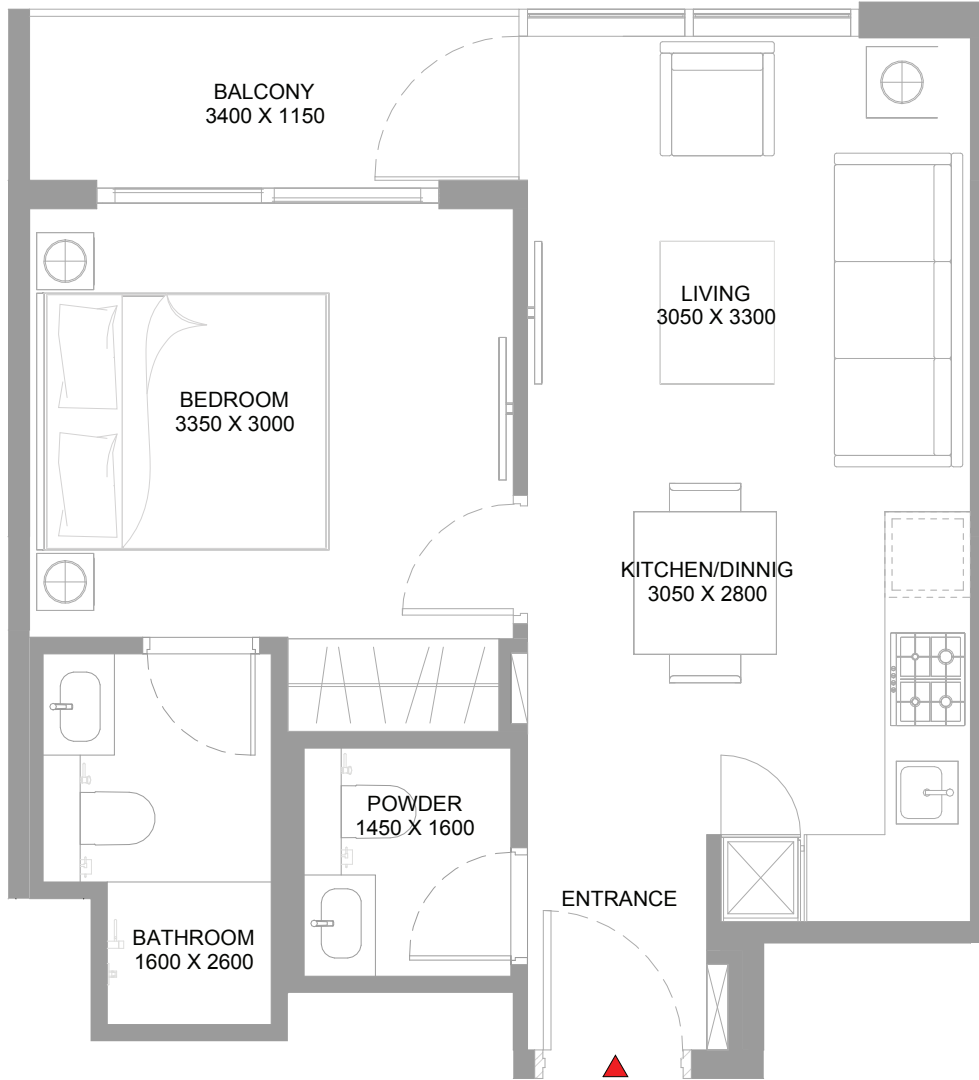 BALCONY
3400 X 1150
LIVING
3050 X 3300
BEDROOM
3350 X 3000
KITCHEN/DINNIG
3050 X 2800
POWDER
1450 X 1600
ENTRANCE
BATHROOM
1600 X 2600